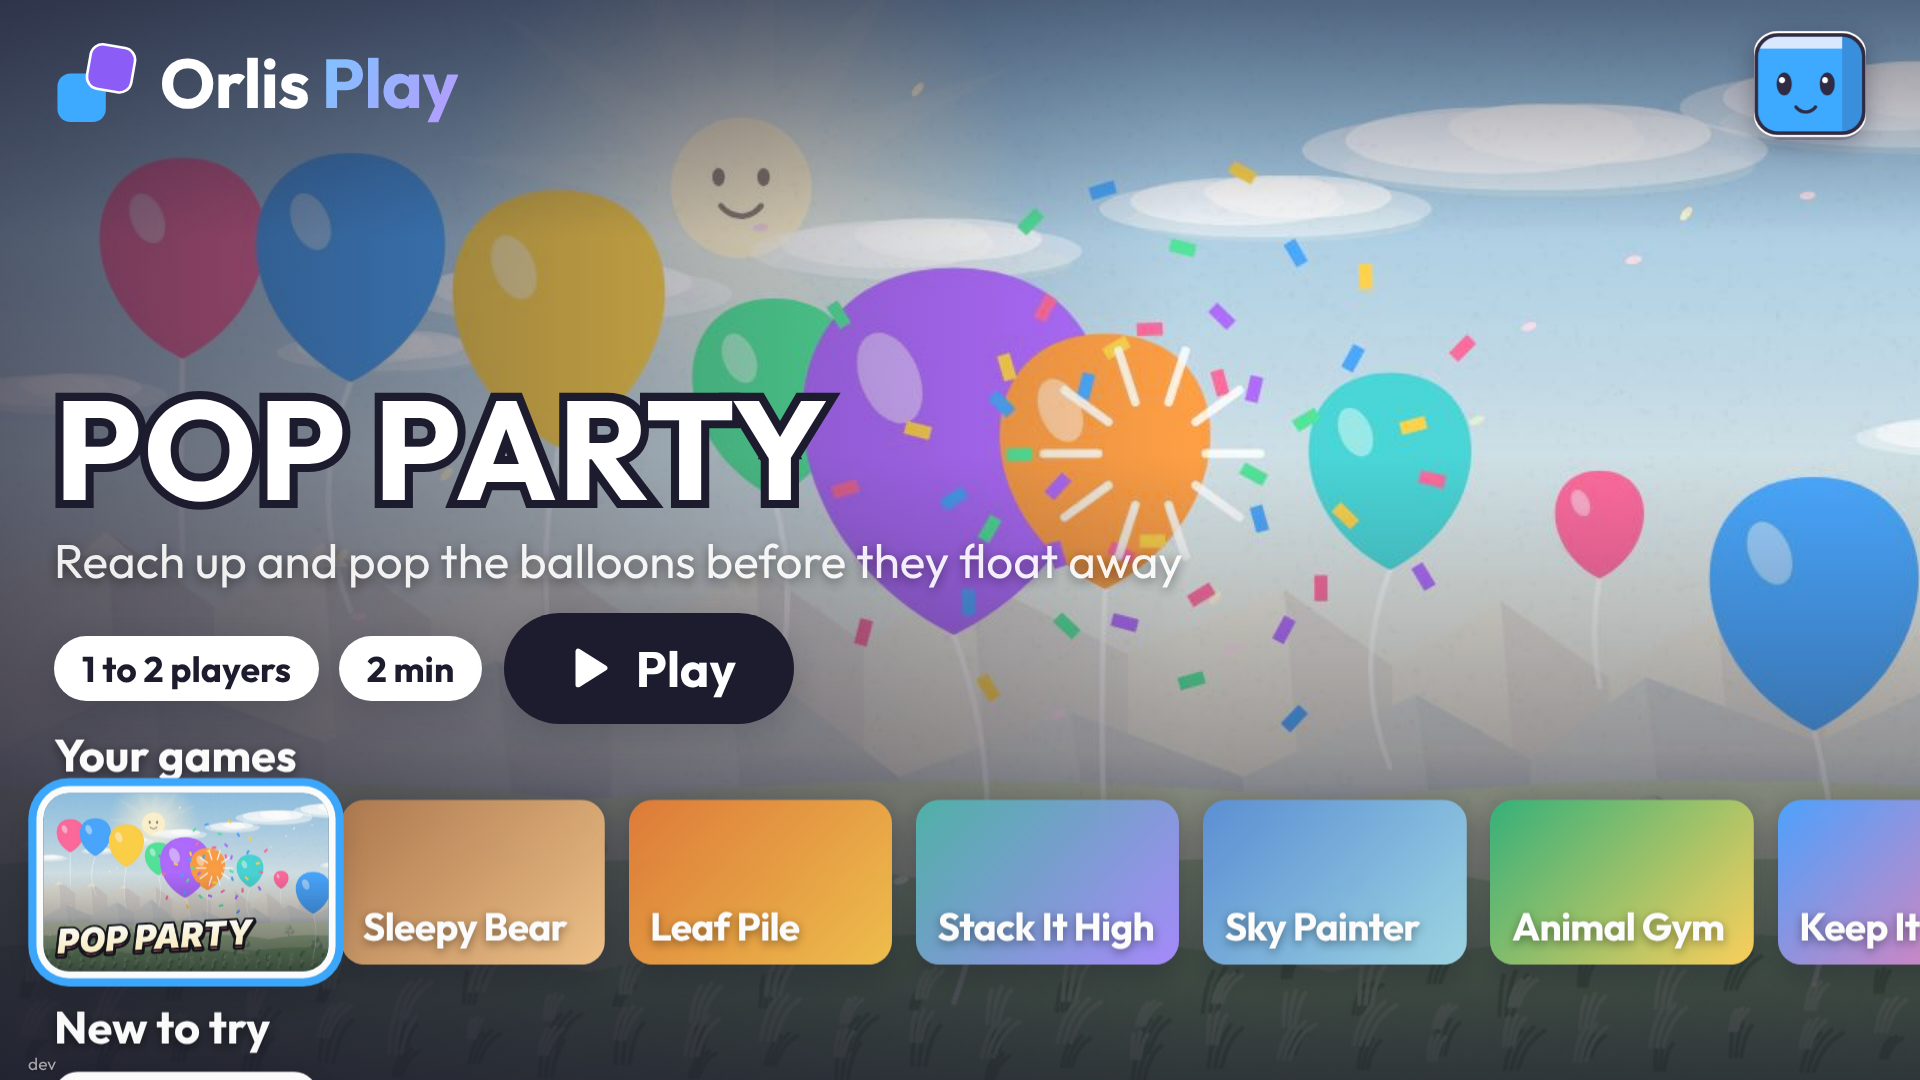 Orlis Play
POP PARTY
Reach up and pop the balloons before they float away
1 to 2 players
2 min
Play
Your games
POP PARTY
Sleepy Bear
Leaf Pile
Stack It High
Sky Painter
Animal Gym
Keep It
New to try
dev